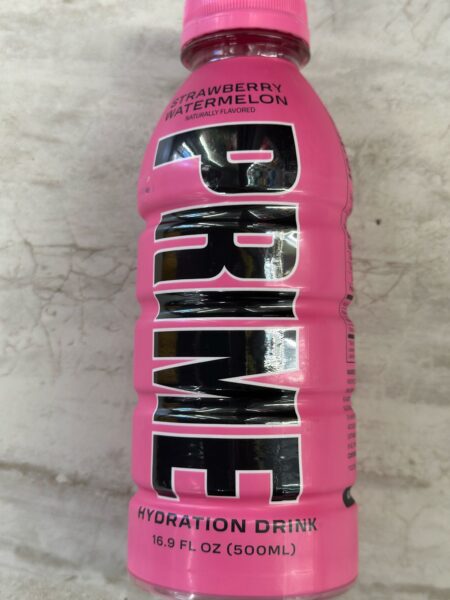 STRAWBERRY
WATERMELON
NATURALLY FLAVORED
PRIME
HYDRATION DRINK
16.9 FL OZ (500ML)